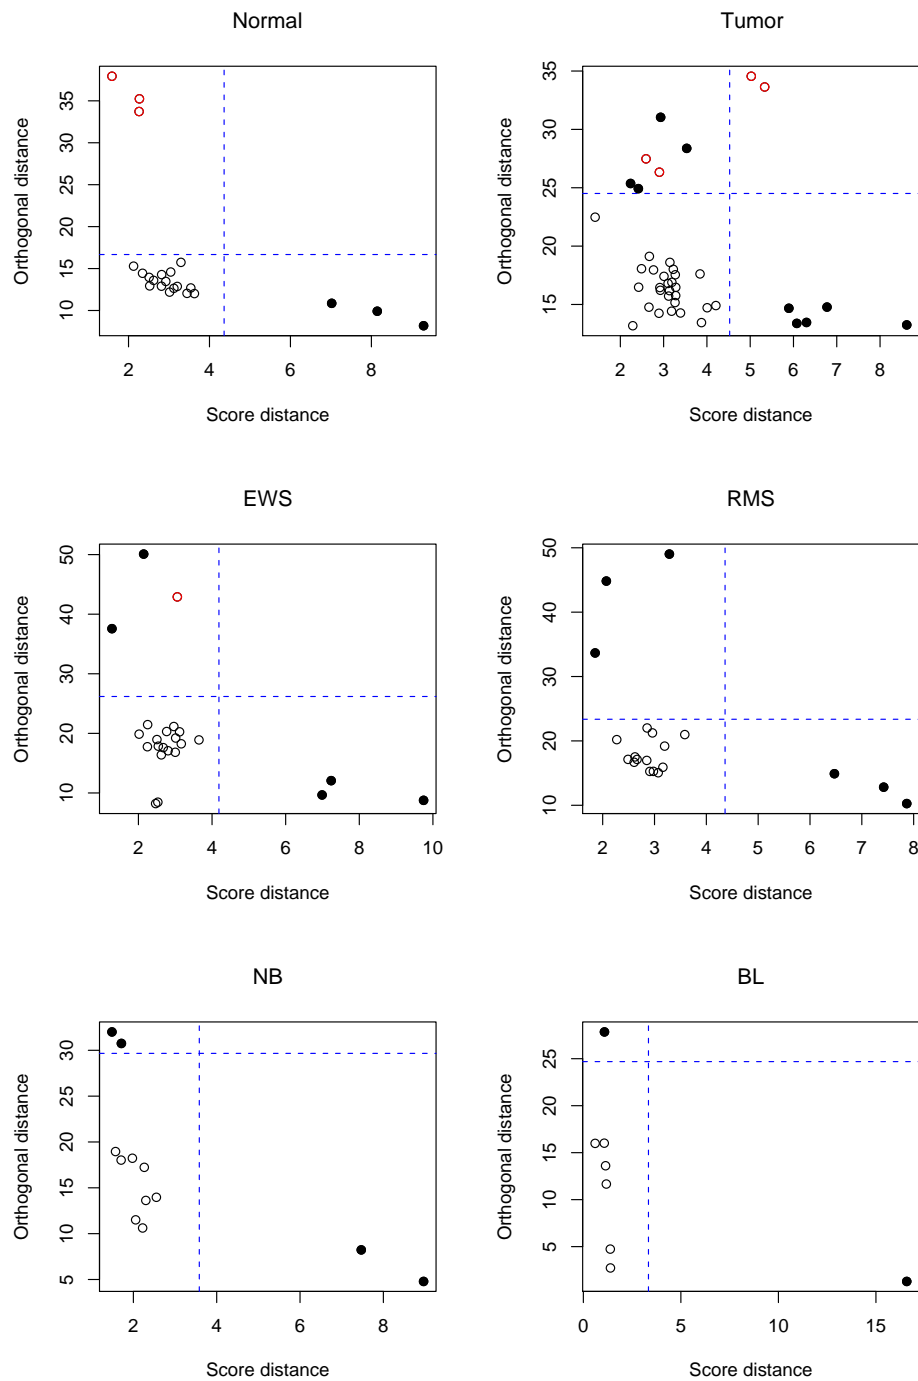 Normal
Orthogonal distance
10 15 20 25 30 35
2 4 6 8
Score distance
Tumor
Orthogonal distance
15 20 25 30 35
2 3 4 5 6 7 8
Score distance
EWS
Orthogonal distance
10 20 30 40 50
2 4 6 8 10
Score distance
RMS
Orthogonal distance
10 20 30 40 50
2 3 4 5 6 7 8
Score distance
NB
Orthogonal distance
5 10 15 20 25 30
2 4 6 8
Score distance
BL
Orthogonal distance
5 10 15 20 25
0 5 10 15
Score distance